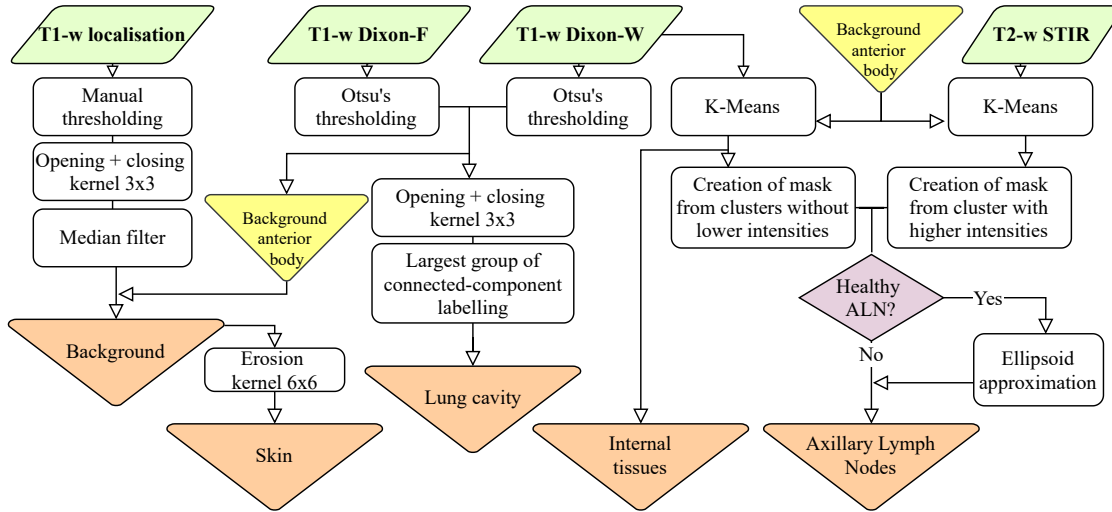 T1-w localisation
T1-w Dixon-F
T1-w Dixon-W
Background
anterior
body
T2-w STIR
Manual
thresholding
Otsu's
thresholding
Otsu's
thresholding
K-Means
K-Means
Opening + closing
kernel 3x3
Median filter
Background
anterior
body
Opening + closing
kernel 3x3
Largest group of
connected-component
labelling
Creation of mask
from clusters without
lower intensities
Creation of mask
from cluster with
higher intensities
Healthy
ALN?
Yes
No
Ellipsoid
approximation
Background
Erosion
kernel 6x6
Skin
Lung cavity
Internal
tissues
Axillary Lymph
Nodes